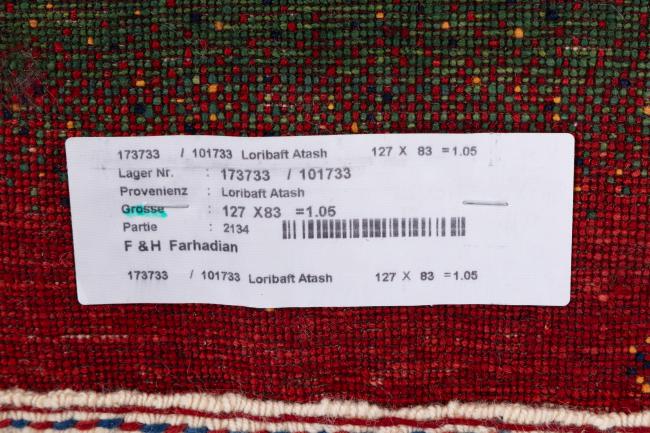 173733 / 101733 Loribaft Atash 127 X 83 =1.05
Lager Nr. : 173733 / 101733
Provenienz : Loribaft Atash
Grosse : 127 X83 =1.05
Partie : 2134
F &H Farhadian
173733 / 101733 Loribaft Atash 127 X 83 =1.05